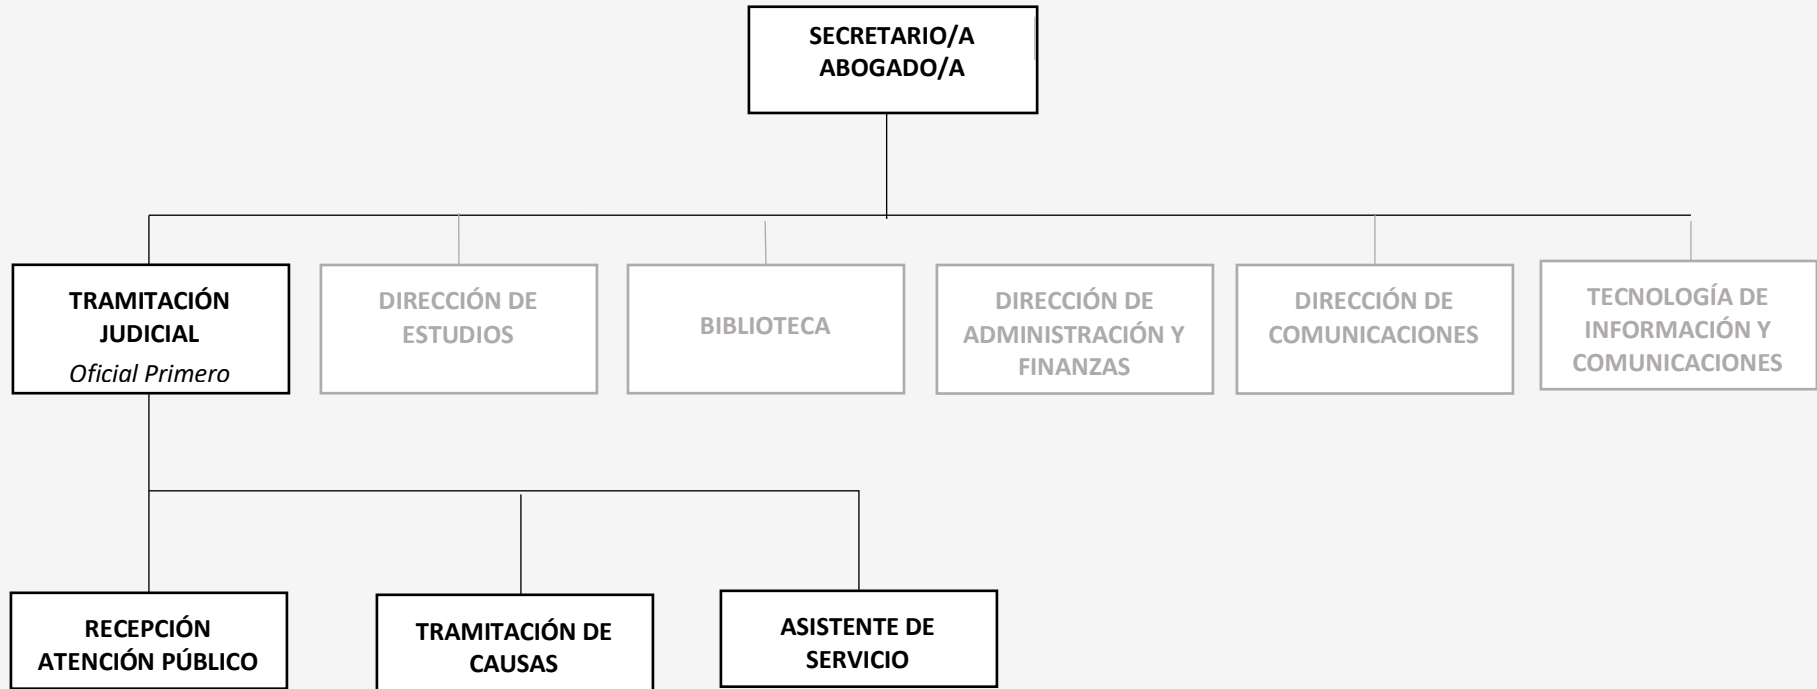 SECRETARIO/A
ABOGADO/A
TRAMITACIÓN
JUDICIAL
Oficial Primero
DIRECCIÓN DE
ESTUDIOS
BIBLIOTECA
DIRECCIÓN DE
ADMINISTRACIÓN Y
FINANZAS
DIRECCIÓN DE
COMUNICACIONES
TECNOLOGÍA DE
INFORMACIÓN Y
COMUNICACIONES
RECEPCIÓN
ATENCIÓN PÚBLICO
TRAMITACIÓN DE
CAUSAS
ASISTENTE DE
SERVICIO